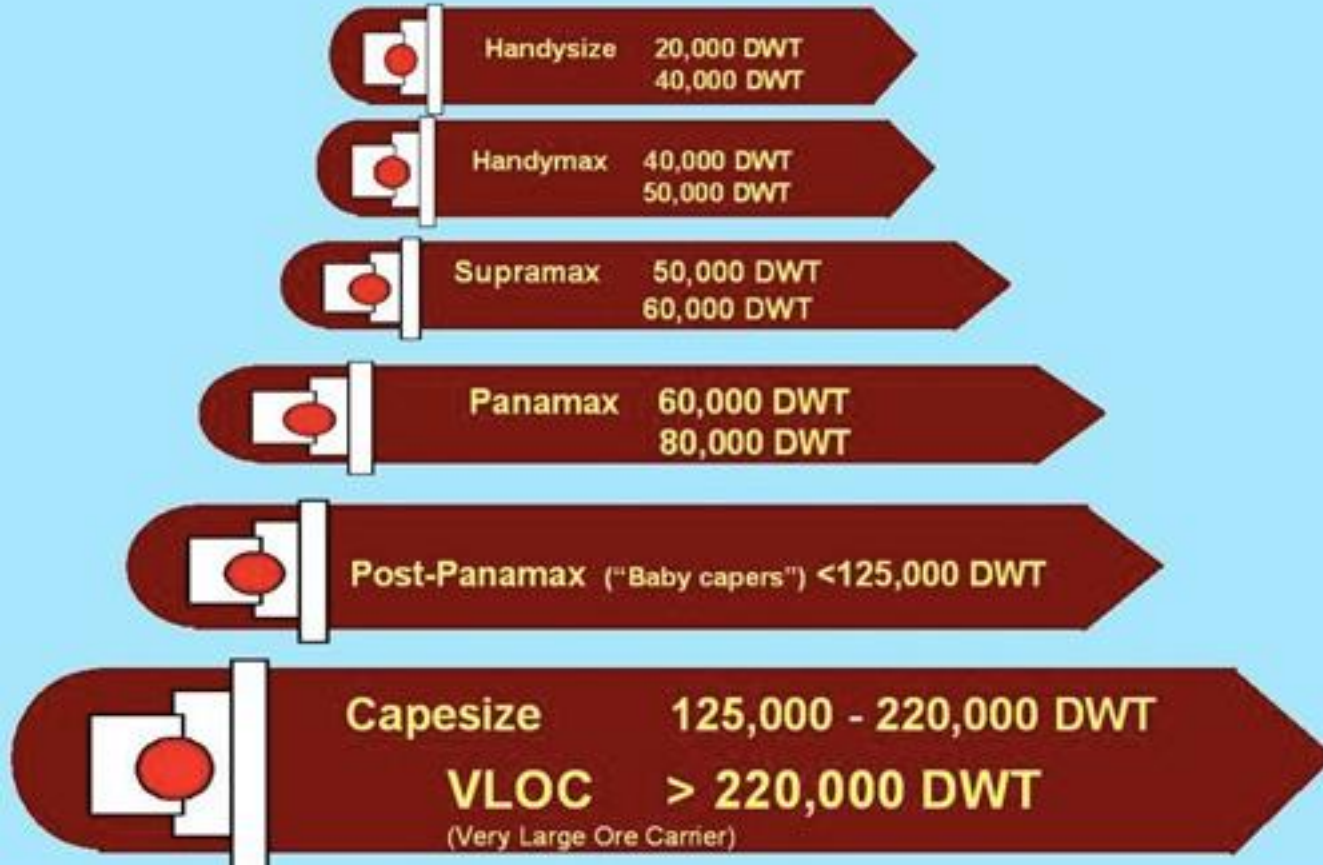 Handysize 20,000 DWT
40,000 DWT
Handymax 40,000 DWT
50,000 DWT
Supramax 50,000 DWT
60,000 DWT
Panamax 60,000 DWT
80,000 DWT
Post-Panamax ("Baby capers") <125,000 DWT
Capesize 125,000 - 220,000 DWT
VLOC > 220,000 DWT
(Very Large Ore Carrier)